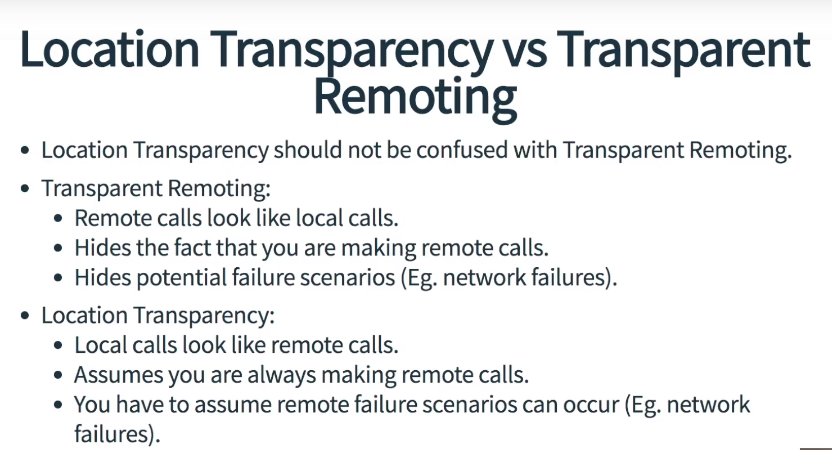 Location Transparency vs Transparent
Remoting
• Location Transparency should not be confused with Transparent Remoting.
• Transparent Remoting:
• Remote calls look like local calls.
• Hides the fact that you are making remote calls.
• Hides potential failure scenarios (Eg. network failures).
• Location Transparency:
• Local calls look like remote calls.
• Assumes you are always making remote calls.
• You have to assume remote failure scenarios can occur (Eg. network
failures).